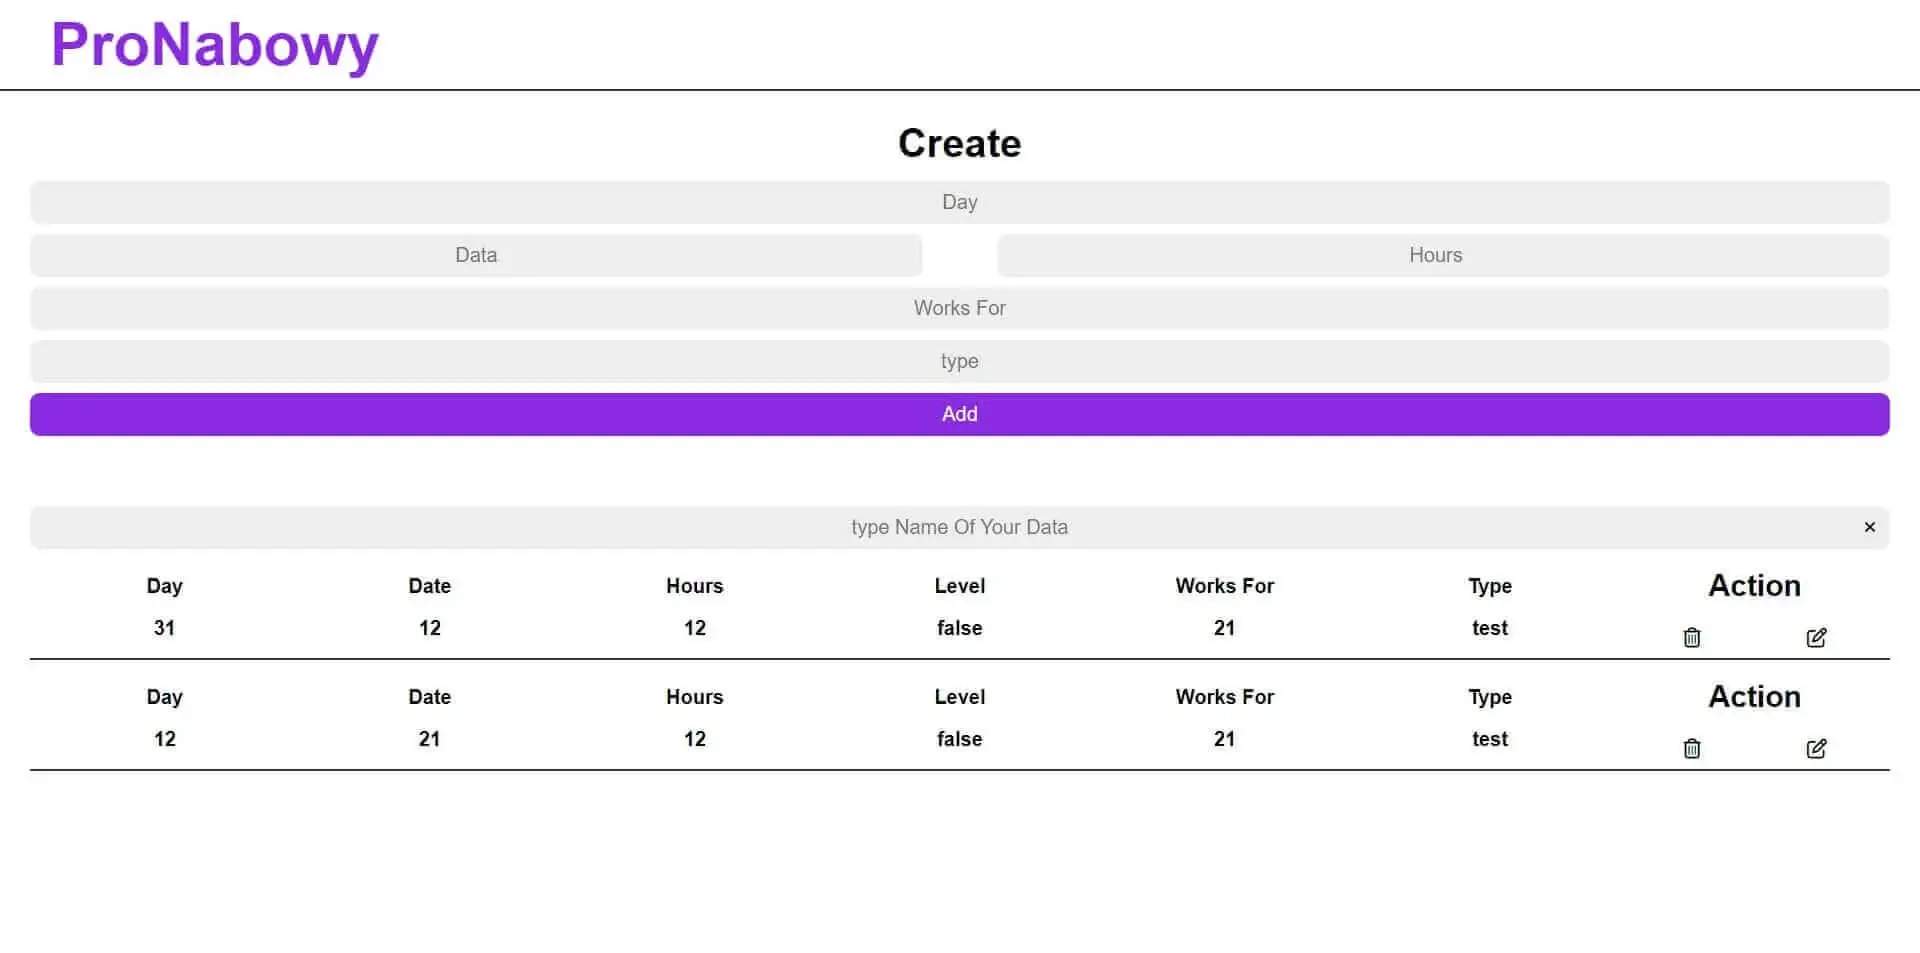 ProNabowy
Create
Day
Data Hours
Works For
type
Add
type Name Of Your Data ×
Day Date Hours Level Works For Type Action
31 12 12 false 21 test
Day Date Hours Level Works For Type Action
12 21 12 false 21 test